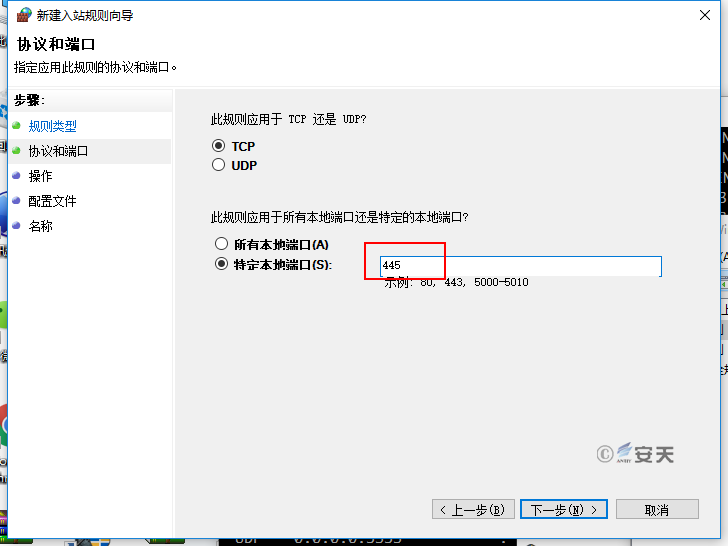 新建入站规则向导
协议和端口
指定应用此规则的协议和端口。
步骤:
规则类型
协议和端口
操作
配置文件
名称
此规则应用于 TCP 还是 UDP?
TCP
UDP
此规则应用于所有本地端口还是特定的本地端口?
所有本地端口(A)
特定本地端口(S):
445
示例: 80, 443, 5000-5010
© ANTIY 安天
< 上一步(B)
下一步(N) >
取消